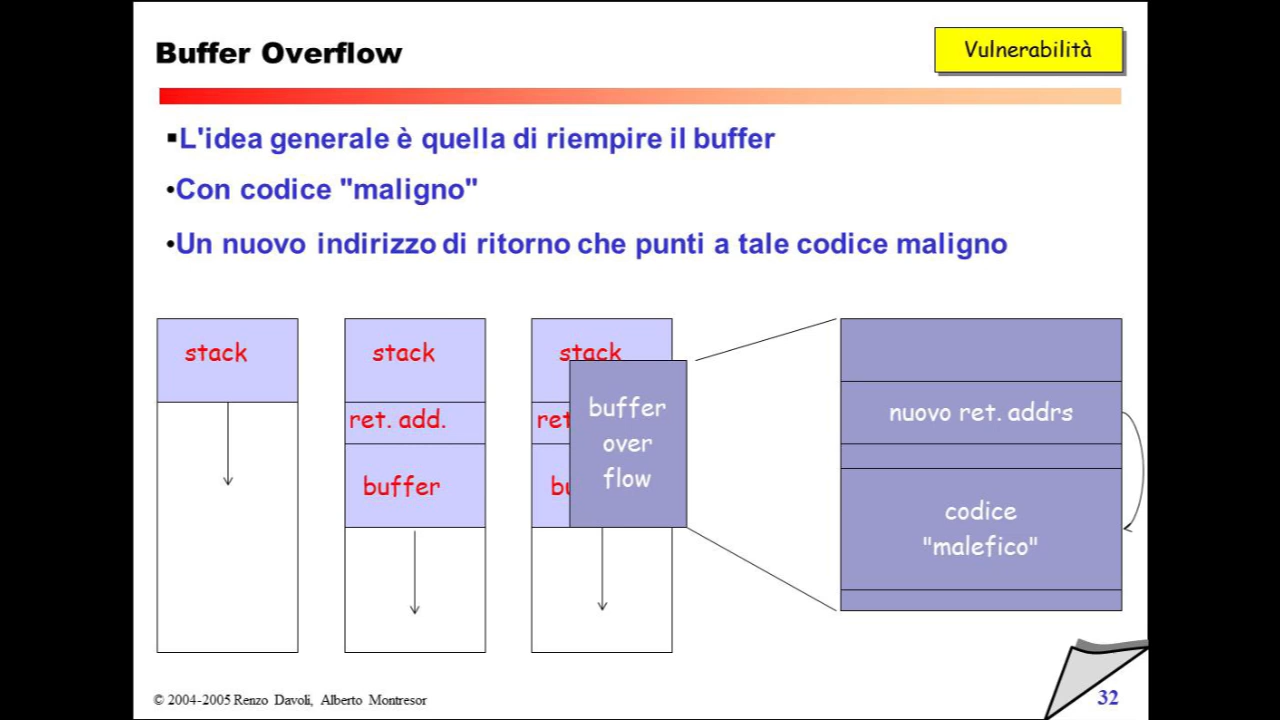 Buffer Overflow
Vulnerabilità
▪L'idea generale è quella di riempire il buffer
•Con codice "maligno"
•Un nuovo indirizzo di ritorno che punti a tale codice maligno
stack
stack
ret. add.
buffer
stack
ret
bu
buffer
over
flow
nuovo ret. addrs
codice
"malefico"
© 2004-2005 Renzo Davoli, Alberto Montresor
32